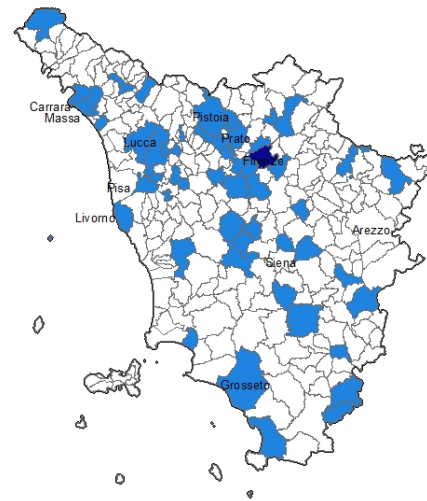 Carrara
Massa
Pistoia
Prato
Lucca
Firenze
Pisa
Livorno
Arezzo
Siena
Grosseto